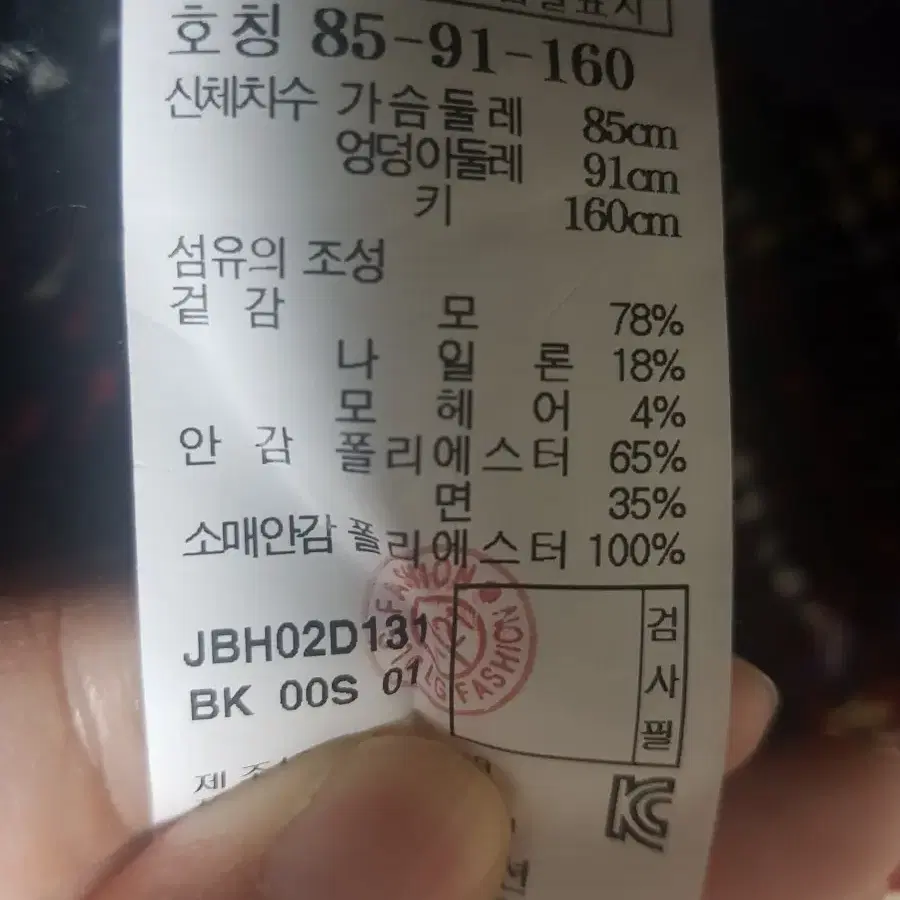 호칭 85-91-160
신체치수 가슴둘레 85cm
엉덩이둘레 91cm
키 160cm
섬유의 조성
겉감 모 78%
나일론 18%
모헤어 4%
안감 폴리에스터 65%
면 35%
소매안감 폴리에스터 100%
FASHION
LG FASHION
JBH02D131
BK 00S 01
검사필